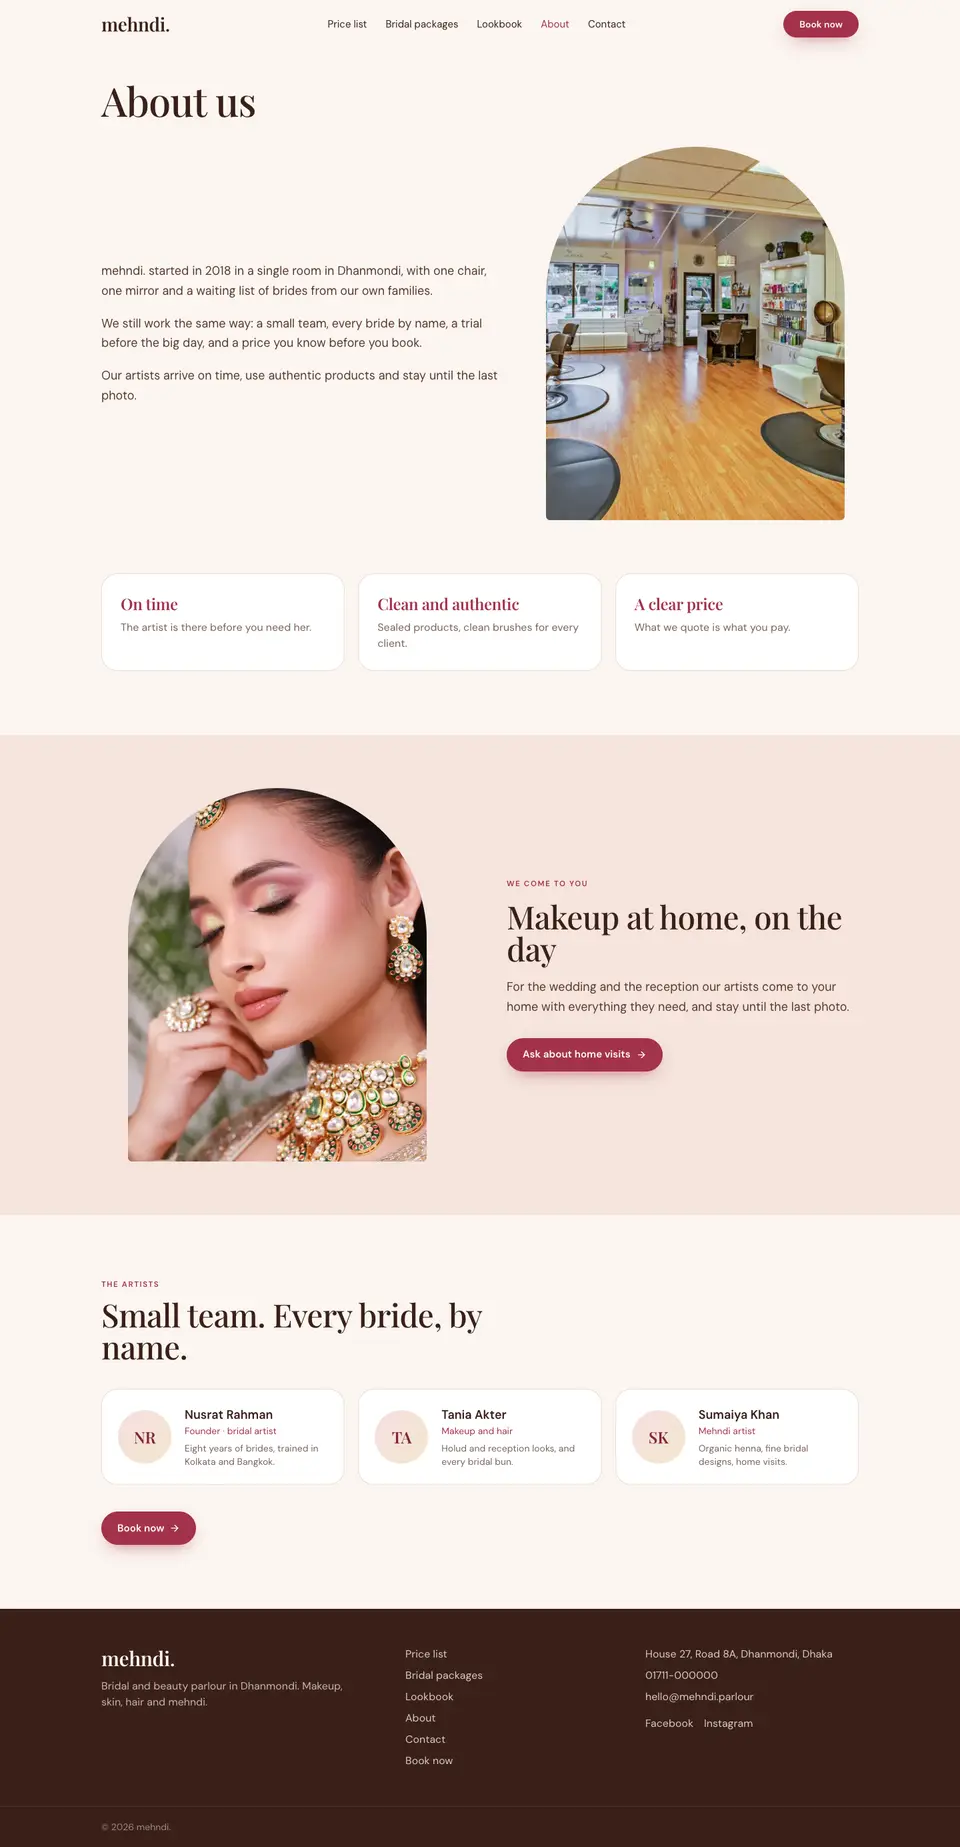 mehndi.
Price list
Bridal packages
Lookbook
About
Contact
Book now
About us
mehndi. started in 2018 in a single room in Dhanmondi, with one chair,
one mirror and a waiting list of brides from our own families.
We still work the same way: a small team, every bride by name, a trial
before the big day, and a price you know before you book.
Our artists arrive on time, use authentic products and stay until the last
photo.
On time
The artist is there before you need her.
Clean and authentic
Sealed products, clean brushes for every
client.
A clear price
What we quote is what you pay.
WE COME TO YOU
Makeup at home, on the
day
For the wedding and the reception our artists come to your
home with everything they need, and stay until the last photo.
Ask about home visits →
THE ARTISTS
Small team. Every bride, by
name.
NR
Nusrat Rahman
Founder · bridal artist
Eight years of brides, trained in
Kolkata and Bangkok.
TA
Tania Akter
Makeup and hair
Holud and reception looks, and
every bridal bun.
SK
Sumaiya Khan
Mehndi artist
Organic henna, fine bridal
designs, home visits.
Book now →
mehndi.
Bridal and beauty parlour in Dhanmondi. Makeup,
skin, hair and mehndi.
Price list
Bridal packages
Lookbook
About
Contact
Book now
House 27, Road 8A, Dhanmondi, Dhaka
01711-000000
hello@mehndi.parlour
Facebook Instagram
© 2026 mehndi.